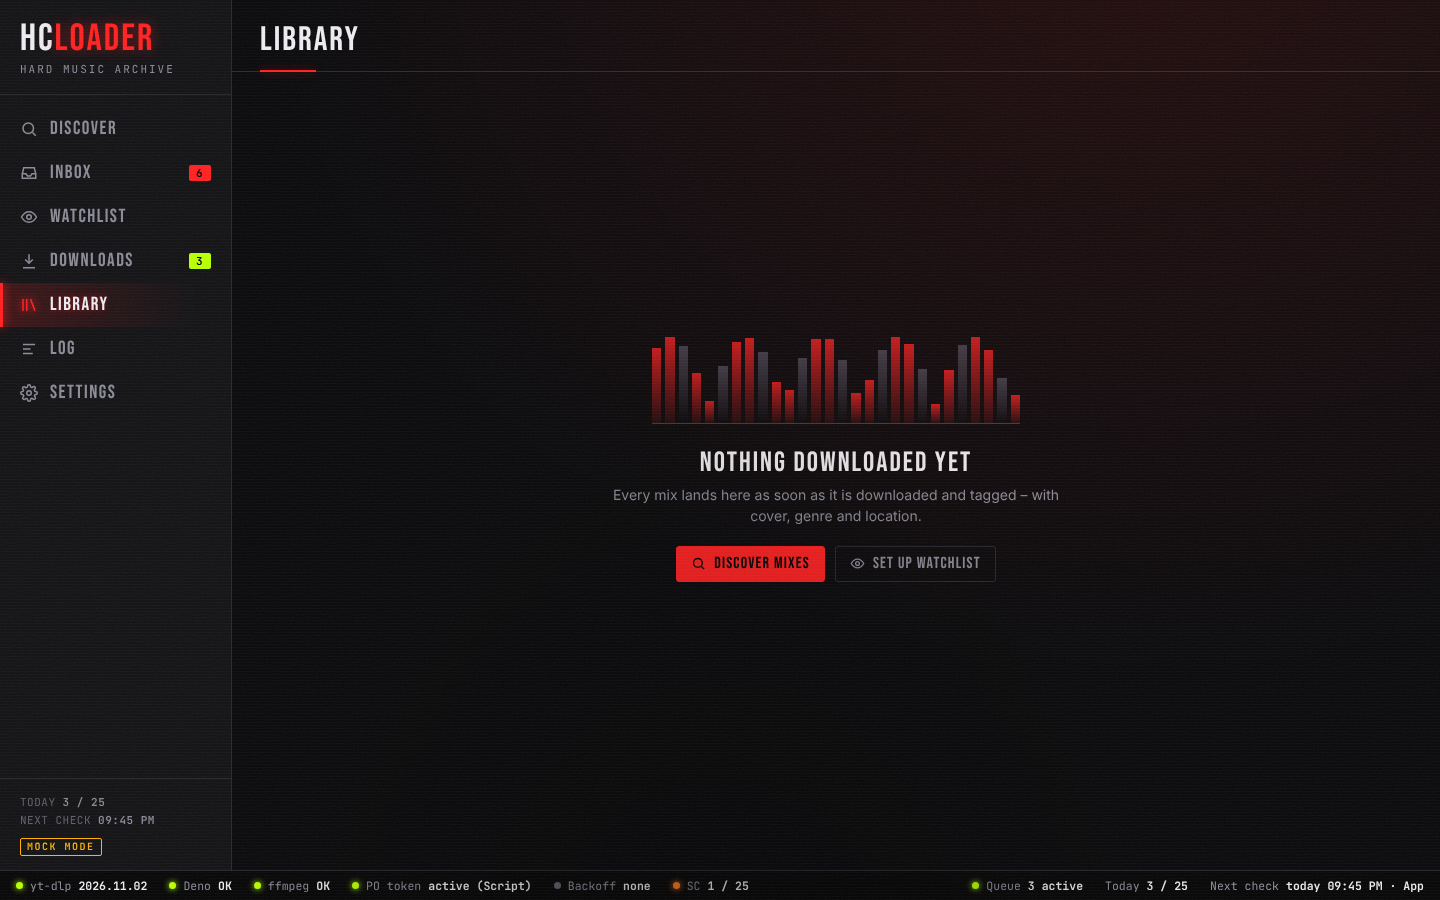 HCLOADER
HARD MUSIC ARCHIVE
DISCOVER
INBOX 6
WATCHLIST
DOWNLOADS 3
LIBRARY
LOG
SETTINGS
TODAY 3 / 25
NEXT CHECK 09:45 PM
MOCK MODE
LIBRARY
NOTHING DOWNLOADED YET
Every mix lands here as soon as it is downloaded and tagged – with
cover, genre and location.
DISCOVER MIXES SET UP WATCHLIST
yt-dlp 2026.11.02 Deno OK ffmpeg OK PO token active (Script) Backoff none SC 1 / 25 Queue 3 active Today 3 / 25 Next check today 09:45 PM · App